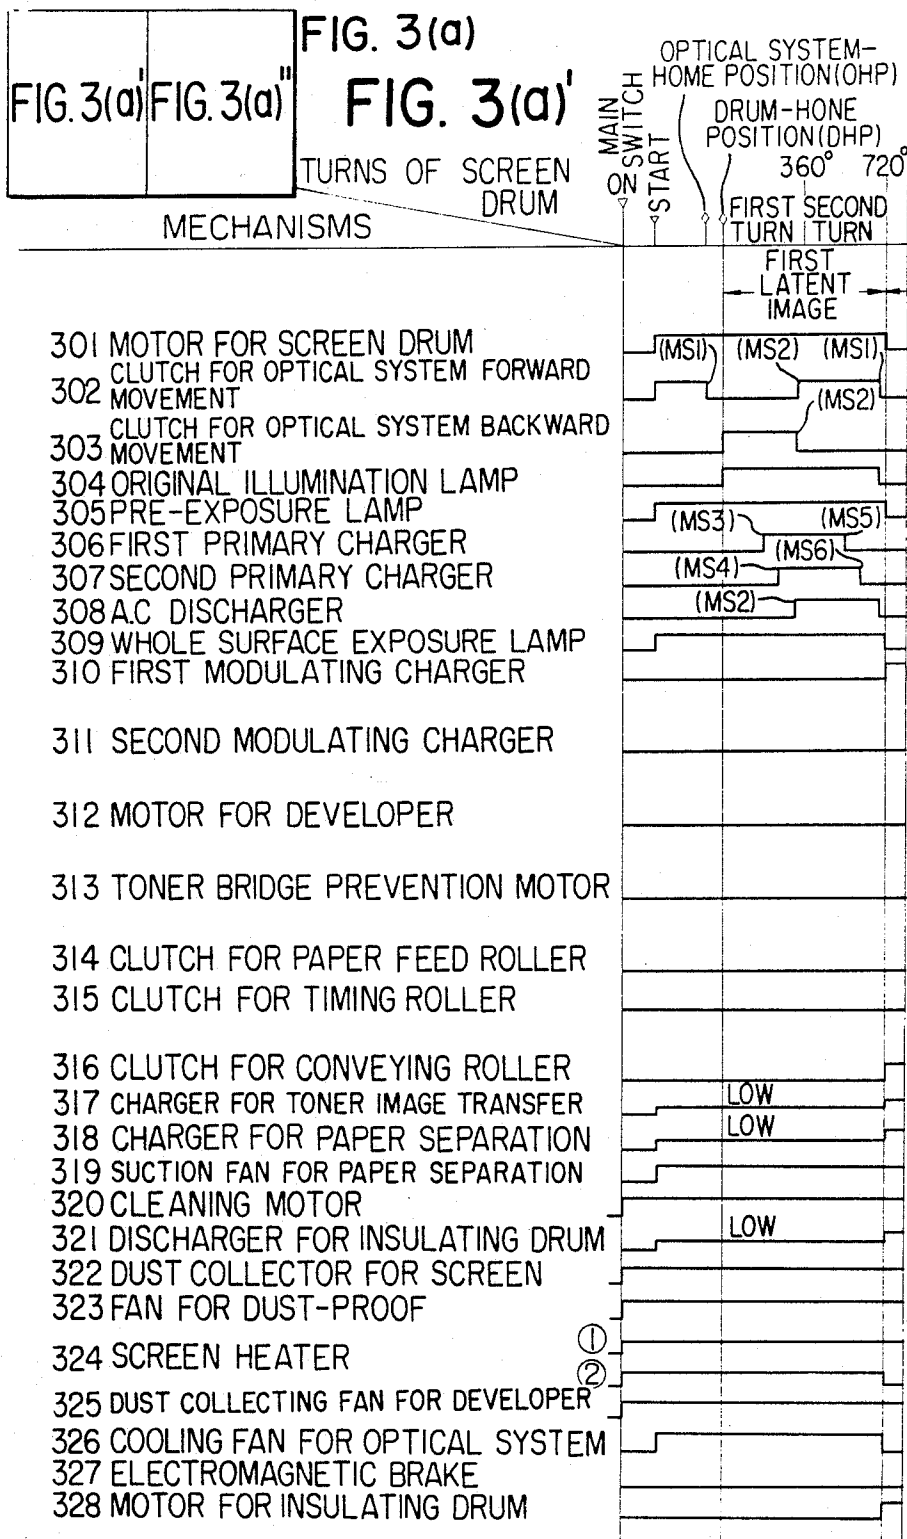 FIG. 3(a)
FIG.3(a)' FIG.3(a)"
FIG. 3(a)'
OPTICAL SYSTEM-
HOME POSITION(OHP)
DRUM-HONE
POSITION(DHP)
MAIN
SWITCH
ON
START
360° 720°
TURNS OF SCREEN
DRUM
MECHANISMS
FIRST SECOND
TURN TURN
FIRST
LATENT
IMAGE
301 MOTOR FOR SCREEN DRUM
(MS1) (MS2) (MS1)
302 CLUTCH FOR OPTICAL SYSTEM FORWARD
MOVEMENT
(MS2)
303 CLUTCH FOR OPTICAL SYSTEM BACKWARD
MOVEMENT
304 ORIGINAL ILLUMINATION LAMP
305 PRE-EXPOSURE LAMP
(MS3) (MS5)
306 FIRST PRIMARY CHARGER
(MS6)
307 SECOND PRIMARY CHARGER
(MS4)
308 A.C DISCHARGER
(MS2)
309 WHOLE SURFACE EXPOSURE LAMP
310 FIRST MODULATING CHARGER
311 SECOND MODULATING CHARGER
312 MOTOR FOR DEVELOPER
313 TONER BRIDGE PREVENTION MOTOR
314 CLUTCH FOR PAPER FEED ROLLER
315 CLUTCH FOR TIMING ROLLER
316 CLUTCH FOR CONVEYING ROLLER
317 CHARGER FOR TONER IMAGE TRANSFER LOW
318 CHARGER FOR PAPER SEPARATION LOW
319 SUCTION FAN FOR PAPER SEPARATION
320 CLEANING MOTOR
321 DISCHARGER FOR INSULATING DRUM LOW
322 DUST COLLECTOR FOR SCREEN
323 FAN FOR DUST-PROOF
①
324 SCREEN HEATER
②
325 DUST COLLECTING FAN FOR DEVELOPER
326 COOLING FAN FOR OPTICAL SYSTEM
327 ELECTROMAGNETIC BRAKE
328 MOTOR FOR INSULATING DRUM